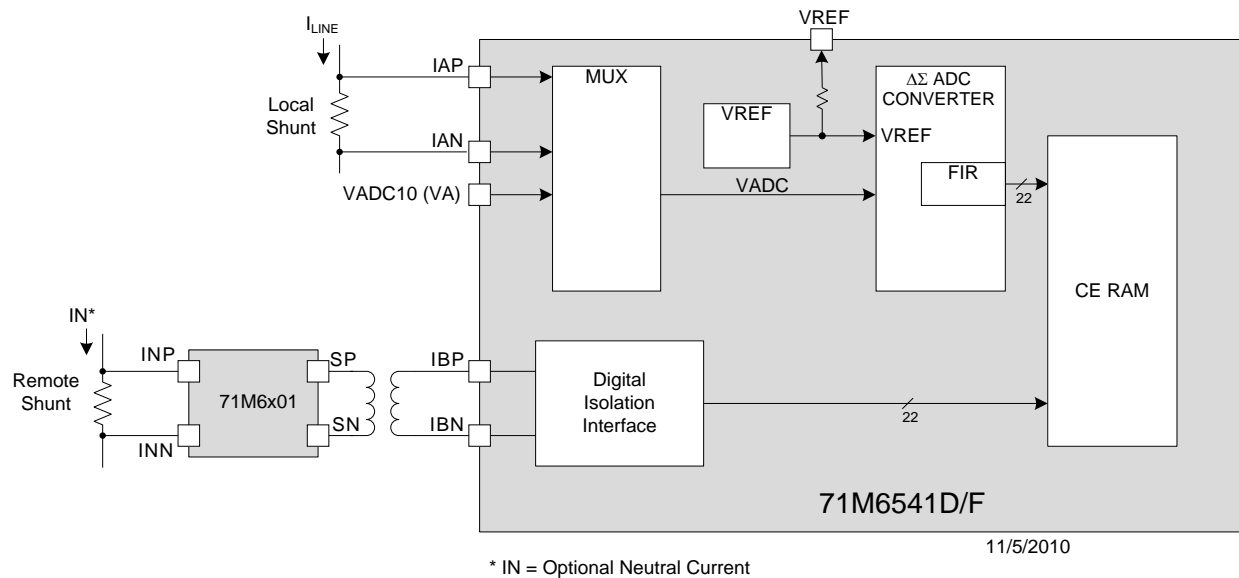 VREF
ILINE
IAP
MUX
ΔΣ ADC
CONVERTER
Local
Shunt
VREF
VREF
IAN
FIR
VADC10 (VA)
VADC
22
CE RAM
IN*
INP
SP
IBP
Remote
Shunt
71M6x01
Digital
Isolation
Interface
22
INN
SN
IBN
71M6541D/F
11/5/2010
* IN = Optional Neutral Current